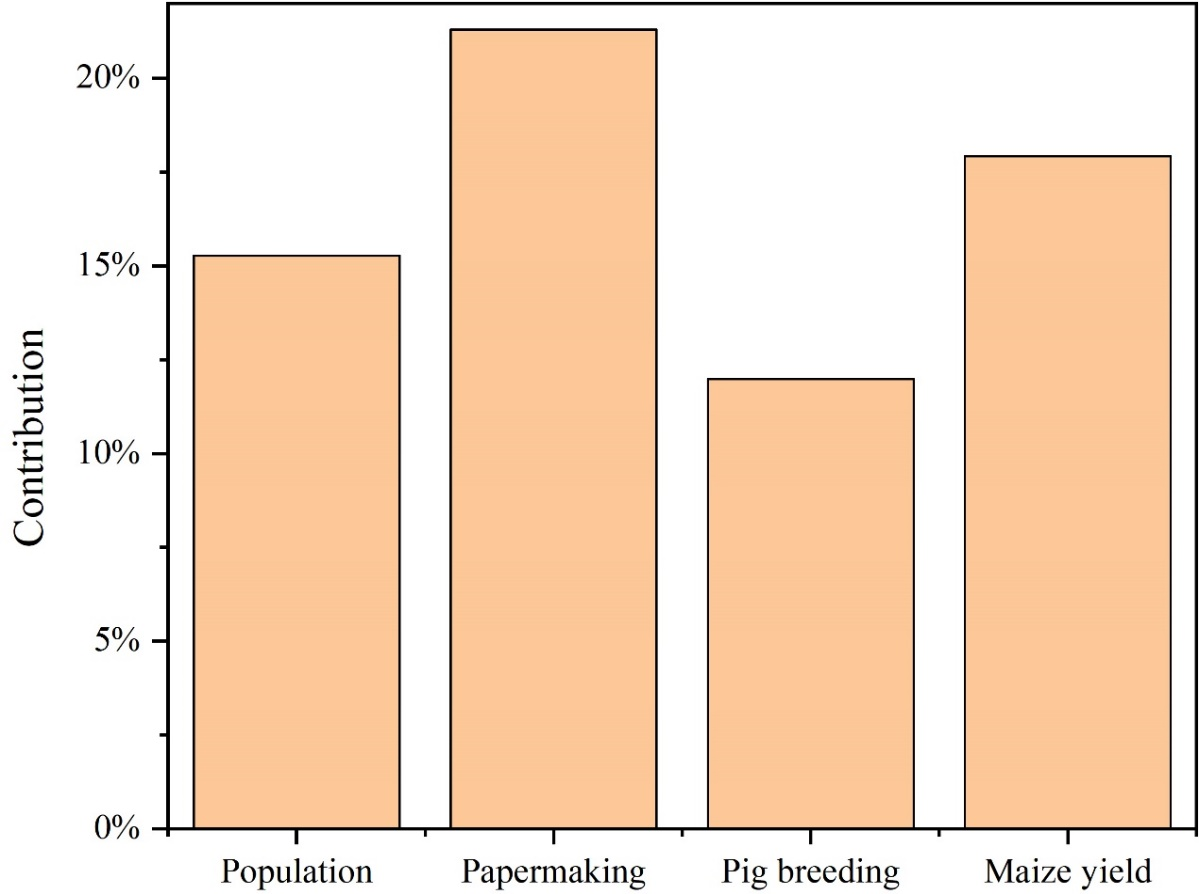 20%
15%
10%
5%
0%
Contribution
Population
Papermaking
Pig breeding
Maize yield